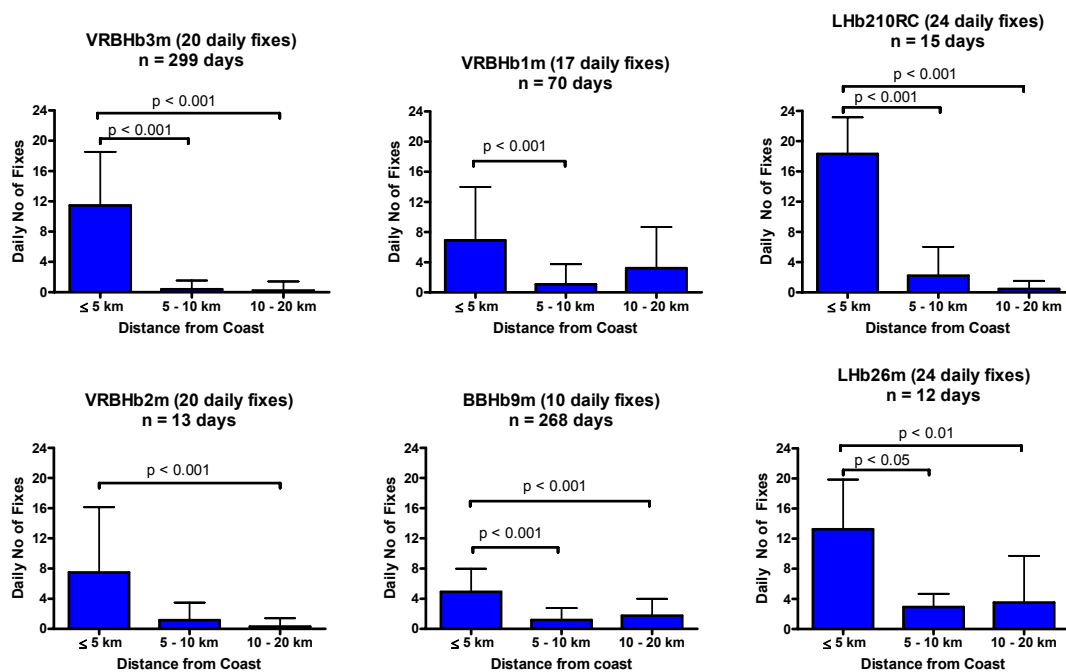 VRBHb3m (20 daily fixes)
n = 299 days
p < 0.001
p < 0.001
24
20
16
12
8
4
0
Daily No of Fixes
≤ 5 km
5 - 10 km
10 - 20 km
Distance from Coast
VRBHb1m (17 daily fixes)
n = 70 days
p < 0.001
24
20
16
12
8
4
0
Daily No of Fixes
≤ 5 km
5 - 10 km
10 - 20 km
Distance from Coast
LHb210RC (24 daily fixes)
n = 15 days
p < 0.001
p < 0.001
24
20
16
12
8
4
0
Daily No of Fixes
≤ 5 km
5 - 10 km
10 - 20 km
Distance from Coast
VRBHb2m (20 daily fixes)
n = 13 days
p < 0.001
24
20
16
12
8
4
0
Daily No of Fixes
≤ 5 km
5 - 10 km
10 - 20 km
Distance from Coast
BBHb9m (10 daily fixes)
n = 268 days
p < 0.001
p < 0.001
24
20
16
12
8
4
0
Daily No of Fixes
≤ 5 km
5 - 10 km
10 - 20 km
Distance from Coast
LHb26m (24 daily fixes)
n = 12 days
p < 0.01
p < 0.05
24
20
16
12
8
4
0
Daily No of Fixes
≤ 5 km
5 - 10 km
10 - 20 km
Distance from Coast